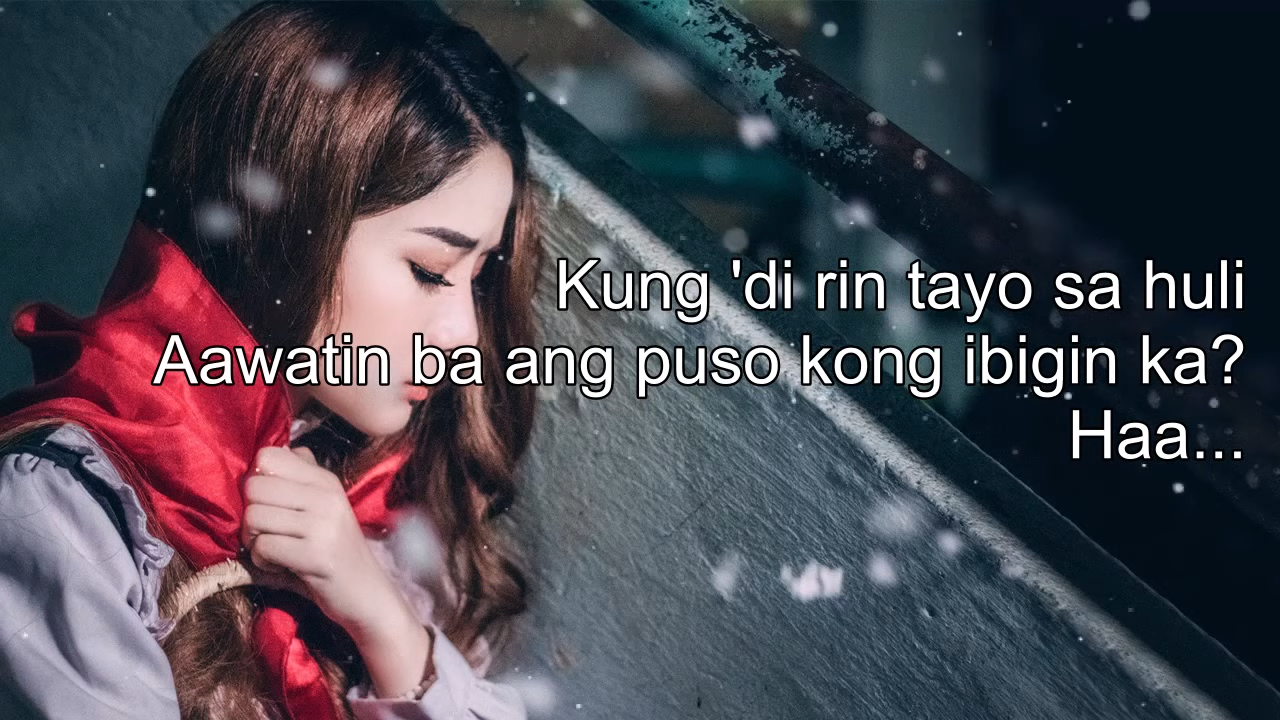 Kung 'di rin tayo sa huli
Aawatin ba ang puso kong ibigin ka?
Haa...